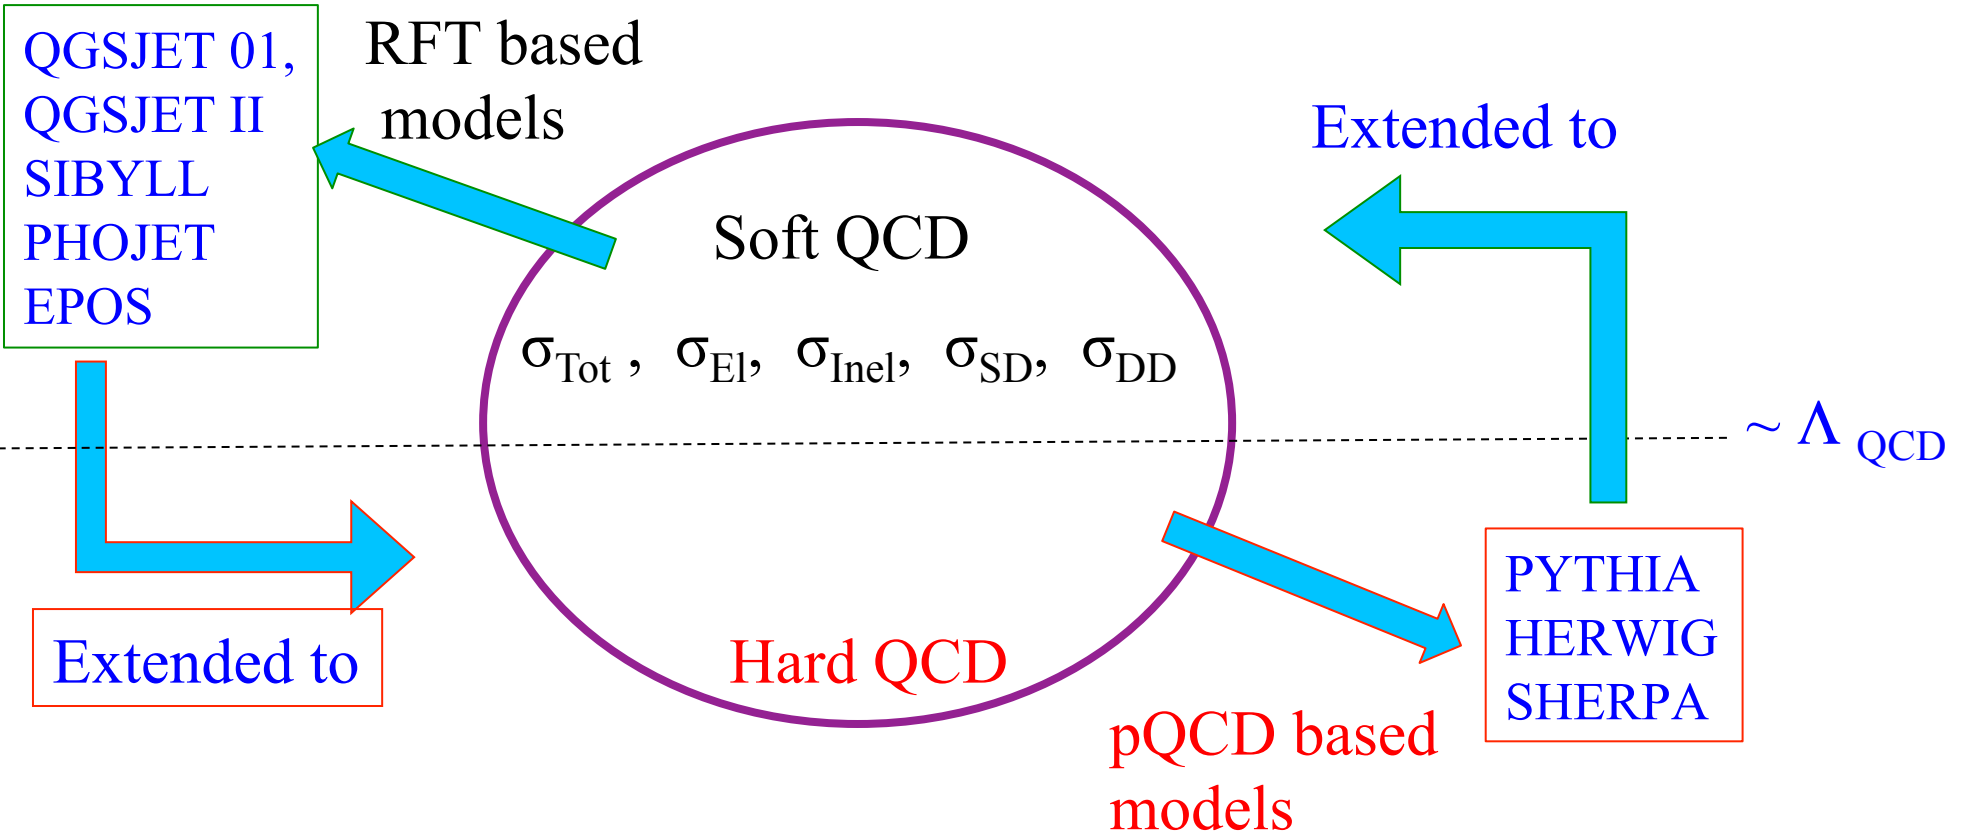 QGSJET 01,
QGSJET II
SIBYLL
PHOJET
EPOS
RFT based
models
Extended to
Soft QCD
σTot , σEl, σInel, σSD, σDD
~ Λ QCD
Extended to
Hard QCD
PYTHIA
HERWIG
SHERPA
pQCD based
models